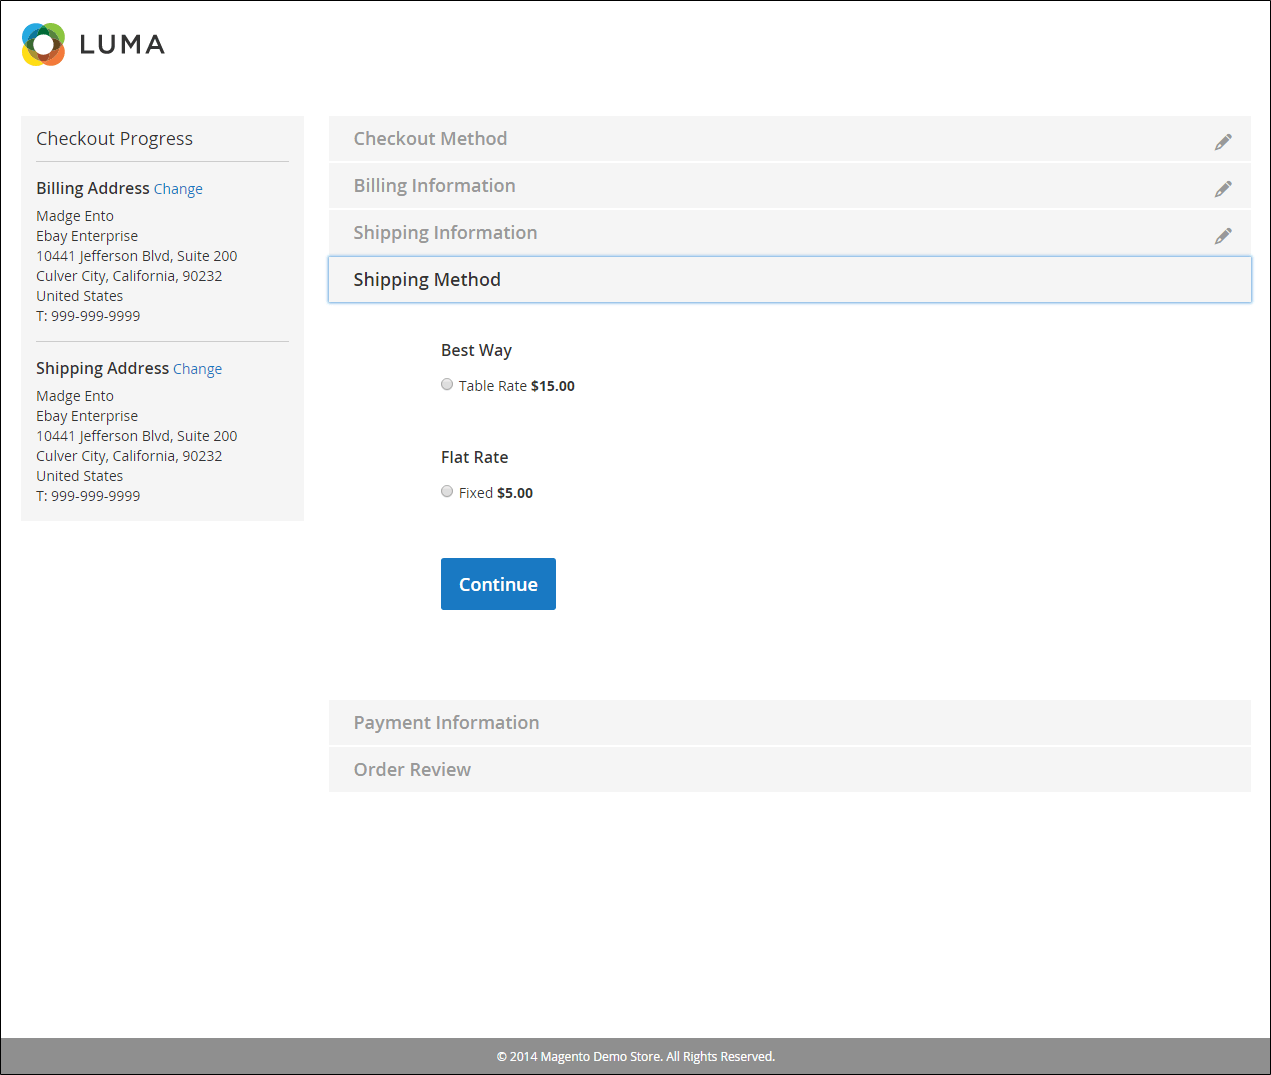 LUMA
Checkout Progress
Billing Address Change
Madge Ento
Ebay Enterprise
10441 Jefferson Blvd, Suite 200
Culver City, California, 90232
United States
T: 999-999-9999
Shipping Address Change
Madge Ento
Ebay Enterprise
10441 Jefferson Blvd, Suite 200
Culver City, California, 90232
United States
T: 999-999-9999
Checkout Method
Billing Information
Shipping Information
Shipping Method
Best Way
Table Rate $15.00
Flat Rate
Fixed $5.00
Continue
Payment Information
Order Review
© 2014 Magento Demo Store. All Rights Reserved.